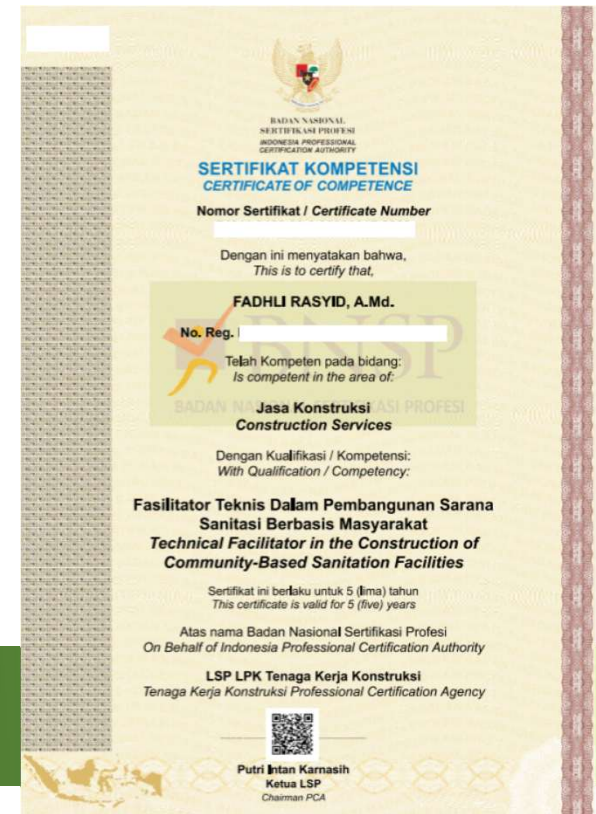 BADAN NASIONAL
SERTIFIKASI PROFESI
INDONESIA PROFESSIONAL
CERTIFICATION AUTHORITY
SERTIFIKAT KOMPETENSI
CERTIFICATE OF COMPETENCE
Nomor Sertifikat / Certificate Number
Dengan ini menyatakan bahwa,
This is to certify that,
FADHLI RASYID, A.Md.
No. Reg.
BNSP
Telah Kompeten pada bidang:
Is competent in the area of:
BADAN NASIONAL SERTIFIKASI PROFESI
Jasa Konstruksi
Construction Services
Dengan Kualifikasi / Kompetensi:
With Qualification / Competency:
Fasilitator Teknis Dalam Pembangunan Sarana
Sanitasi Berbasis Masyarakat
Technical Facilitator in the Construction of
Community-Based Sanitation Facilities
Sertifikat ini berlaku untuk 5 (lima) tahun
This certificate is valid for 5 (five) years
Atas nama Badan Nasional Sertifikasi Profesi
On Behalf of Indonesia Professional Certification Authority
LSP LPK Tenaga Kerja Konstruksi
Tenaga Kerja Konstruksi Professional Certification Agency
Putri Intan Karnasih
Ketua LSP
Chairman PCA